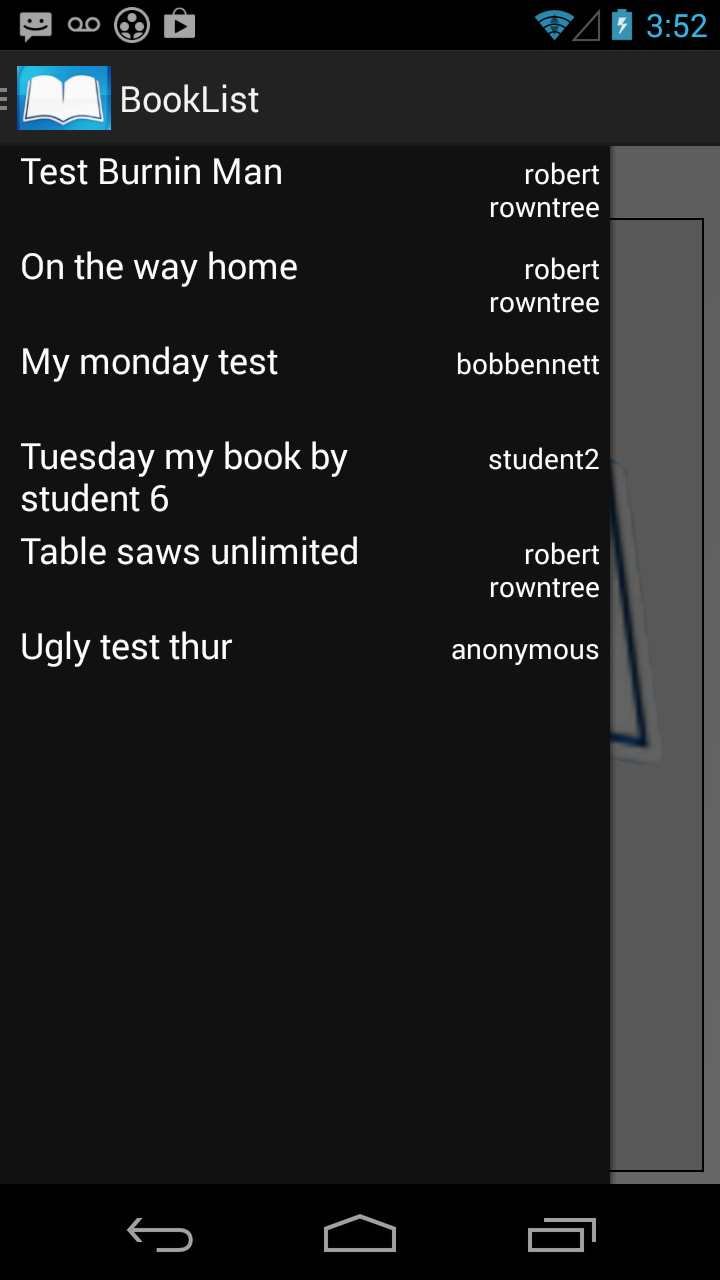 3:52
BookList
Test Burnin Man
robert
rowntree
On the way home
robert
rowntree
My monday test
bobbennett
Tuesday my book by
student 6
student2
Table saws unlimited
robert
rowntree
Ugly test thur
anonymous